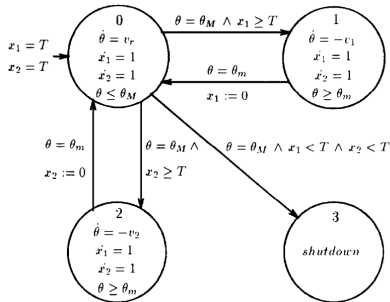 0
θ̇ = v_r
ẋ_1 = 1
ẋ_2 = 1
θ ≤ θ_M
x_1 = T
x_2 = T
θ = θ_M ∧ x_1 ≥ T
1
θ̇ = −v_1
ẋ_1 = 1
ẋ_2 = 1
θ ≥ θ_m
θ = θ_m
x_1 := 0
θ = θ_m
x_2 := 0
θ = θ_M ∧
x_2 ≥ T
θ = θ_M ∧ x_1 < T ∧ x_2 < T
2
θ̇ = −v_2
ẋ_1 = 1
ẋ_2 = 1
θ ≥ θ_m
3
shutdown